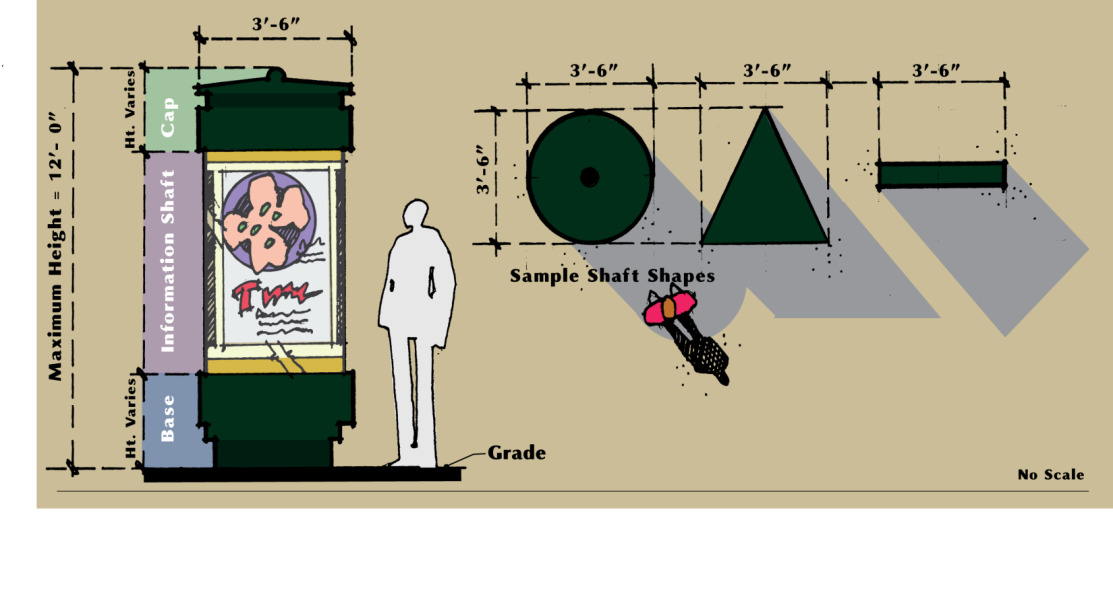 3’-6”
3’-6”
3’-6”
3’-6”
Ht. Varies
Cap
Maximum Height = 12’- 0”
Information Shaft
3’-6”
Sample Shaft Shapes
Ht. Varies
Base
Grade
No Scale